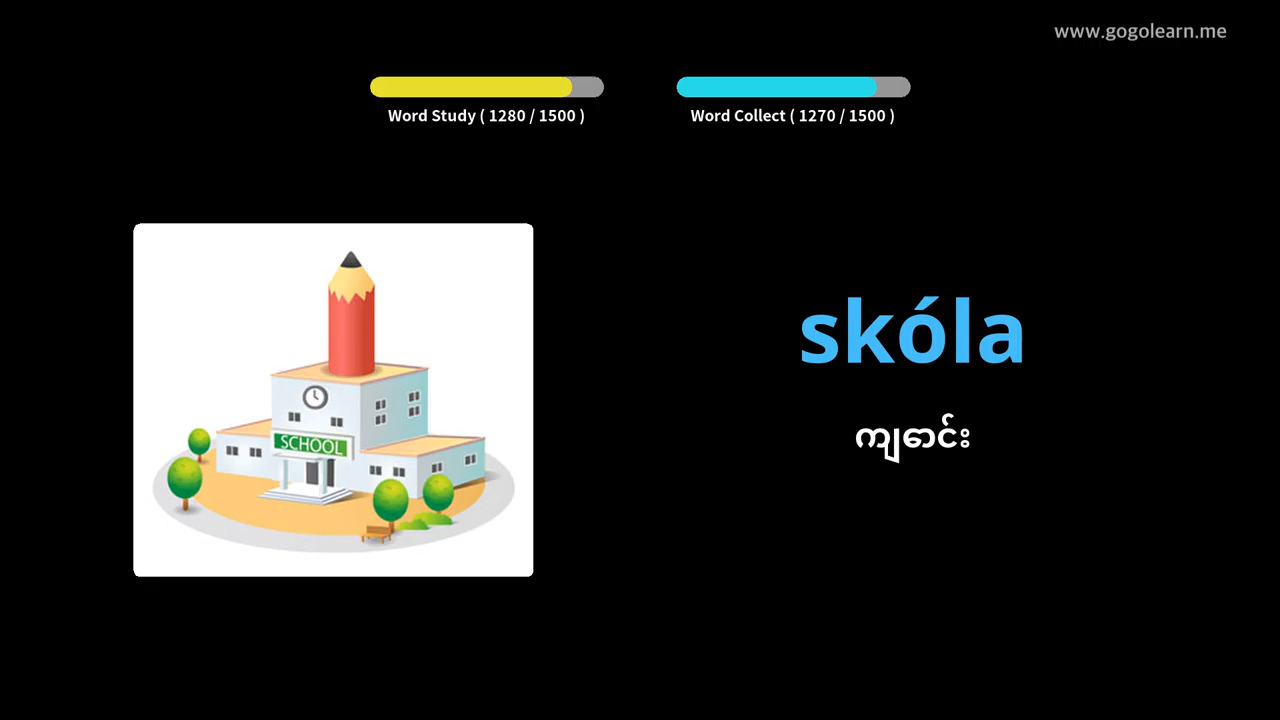 www.gogolearn.me
Word Study ( 1280 / 1500 )
Word Collect ( 1270 / 1500 )
SCHOOL
skóla
ကျောင်း